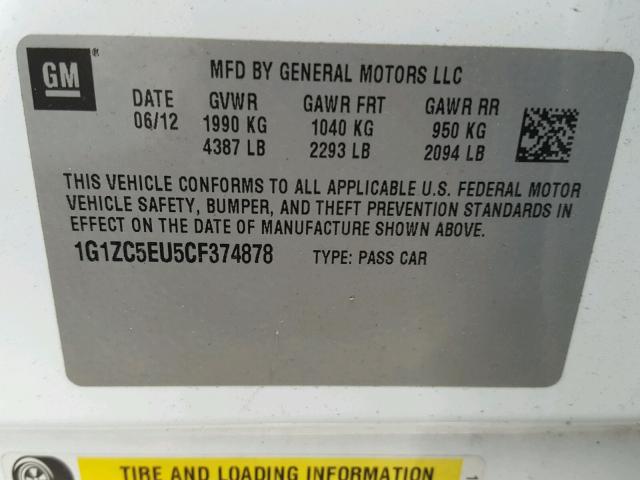 GM
MFD BY GENERAL MOTORS LLC
DATE GVWR GAWR FRT GAWR RR
06/12 1990 KG 1040 KG 950 KG
4387 LB 2293 LB 2094 LB
THIS VEHICLE CONFORMS TO ALL APPLICABLE U.S. FEDERAL MOTOR
VEHICLE SAFETY, BUMPER, AND THEFT PREVENTION STANDARDS IN
EFFECT ON THE DATE OF MANUFACTURE SHOWN ABOVE.
1G1ZC5EU5CF374878 TYPE: PASS CAR
TIRE AND LOADING INFORMATION